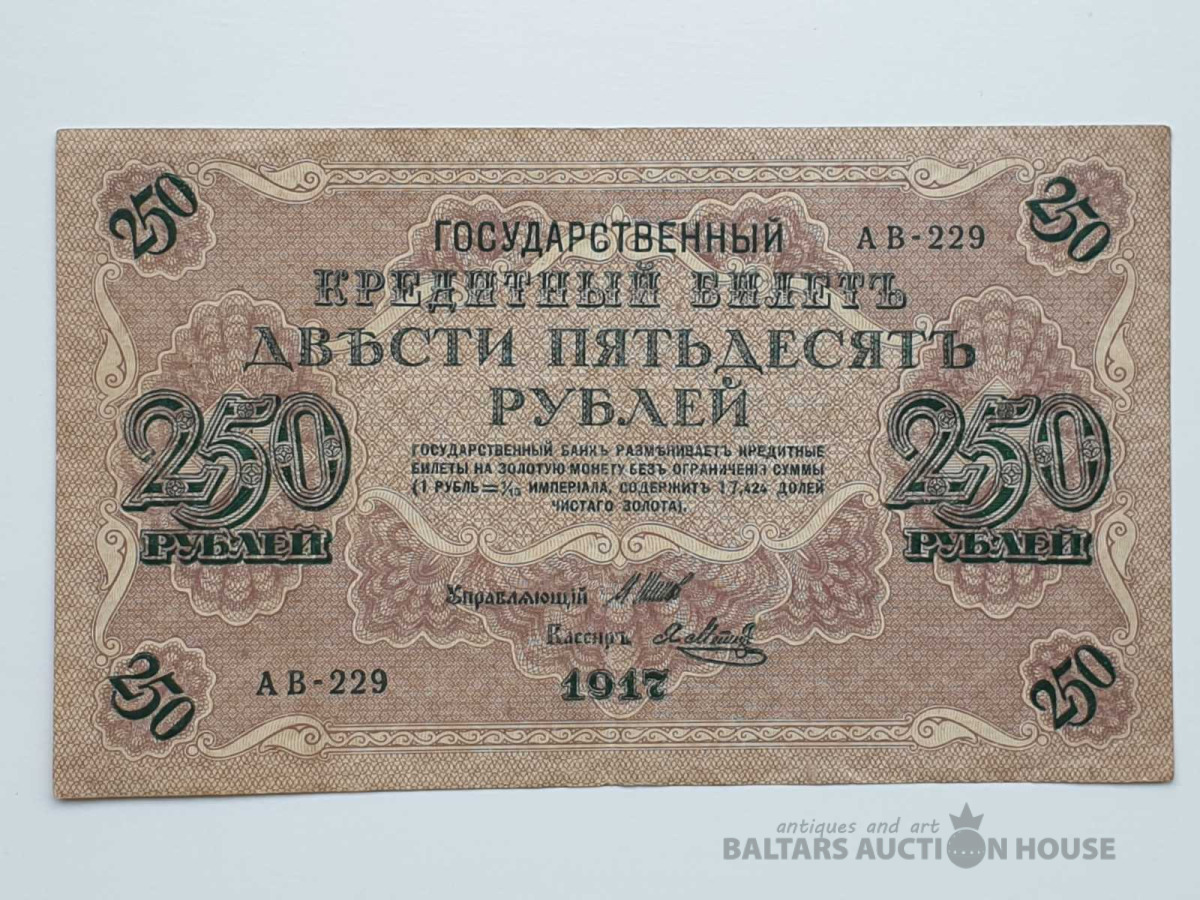 250
250
ГОСУДАРСТВЕННЫЙ АВ-229
КРЕДИТНЫЙ БИЛЕТЪ
ДВѢСТИ ПЯТЬДЕСЯТЪ
РУБЛЕЙ
250 РУБЛЕЙ
250 РУБЛЕЙ
ГОСУДАРСТВЕННЫЙ БАНКЪ РАЗМѢНИВАЕТЪ КРЕДИТНЫЕ
БИЛЕТЫ НА ЗОЛОТУЮ МОНЕТУ БЕЗЪ ОГРАНИЧЕНІЯ СУММЫ
(1 РУБЛЬ = 1/15 ИМПЕРІАЛА, СОДЕРЖИТЪ 17,424 ДОЛЕЙ
ЧИСТАГО ЗОЛОТА).
Управляющій
Кассиръ
АВ-229 1917
250
250
antiques and art
BALTARS AUCTION HOUSE